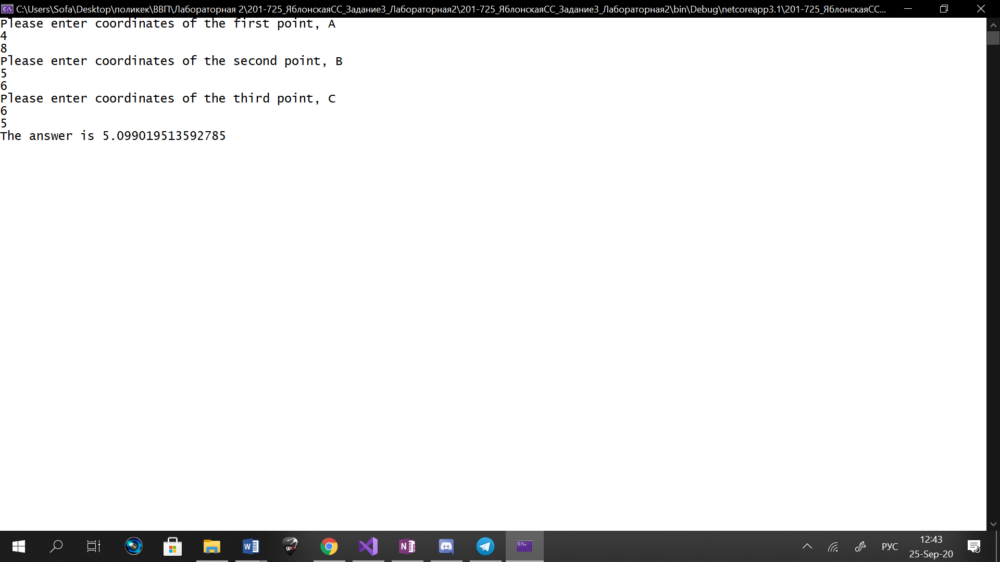 C:\Users\Sofa\Desktop\поликек\ВВП\Лабораторная 2\201-725_ЯблонскаяСС_Задание3_Лабораторная2\201-725_ЯблонскаяСС_Задание3_Лабораторная2\bin\Debug\netcoreapp3.1\201-725_ЯблонскаяСС...
Please enter coordinates of the first point, A
4
8
Please enter coordinates of the second point, B
5
6
Please enter coordinates of the third point, C
6
5
The answer is 5.099019513592785
РУС
12:43
25-Sep-20